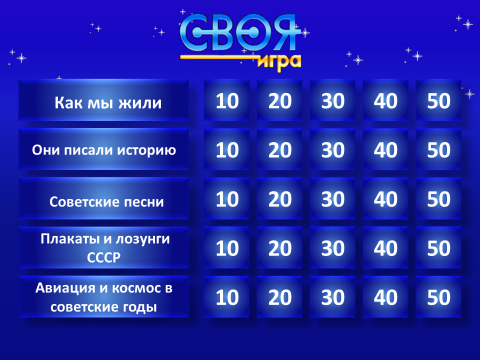 СВОЯ
игра
Как мы жили 10 20 30 40 50
Они писали историю 10 20 30 40 50
Советские песни 10 20 30 40 50
Плакаты и лозунги
СССР 10 20 30 40 50
Авиация и космос в
советские годы 10 20 30 40 50